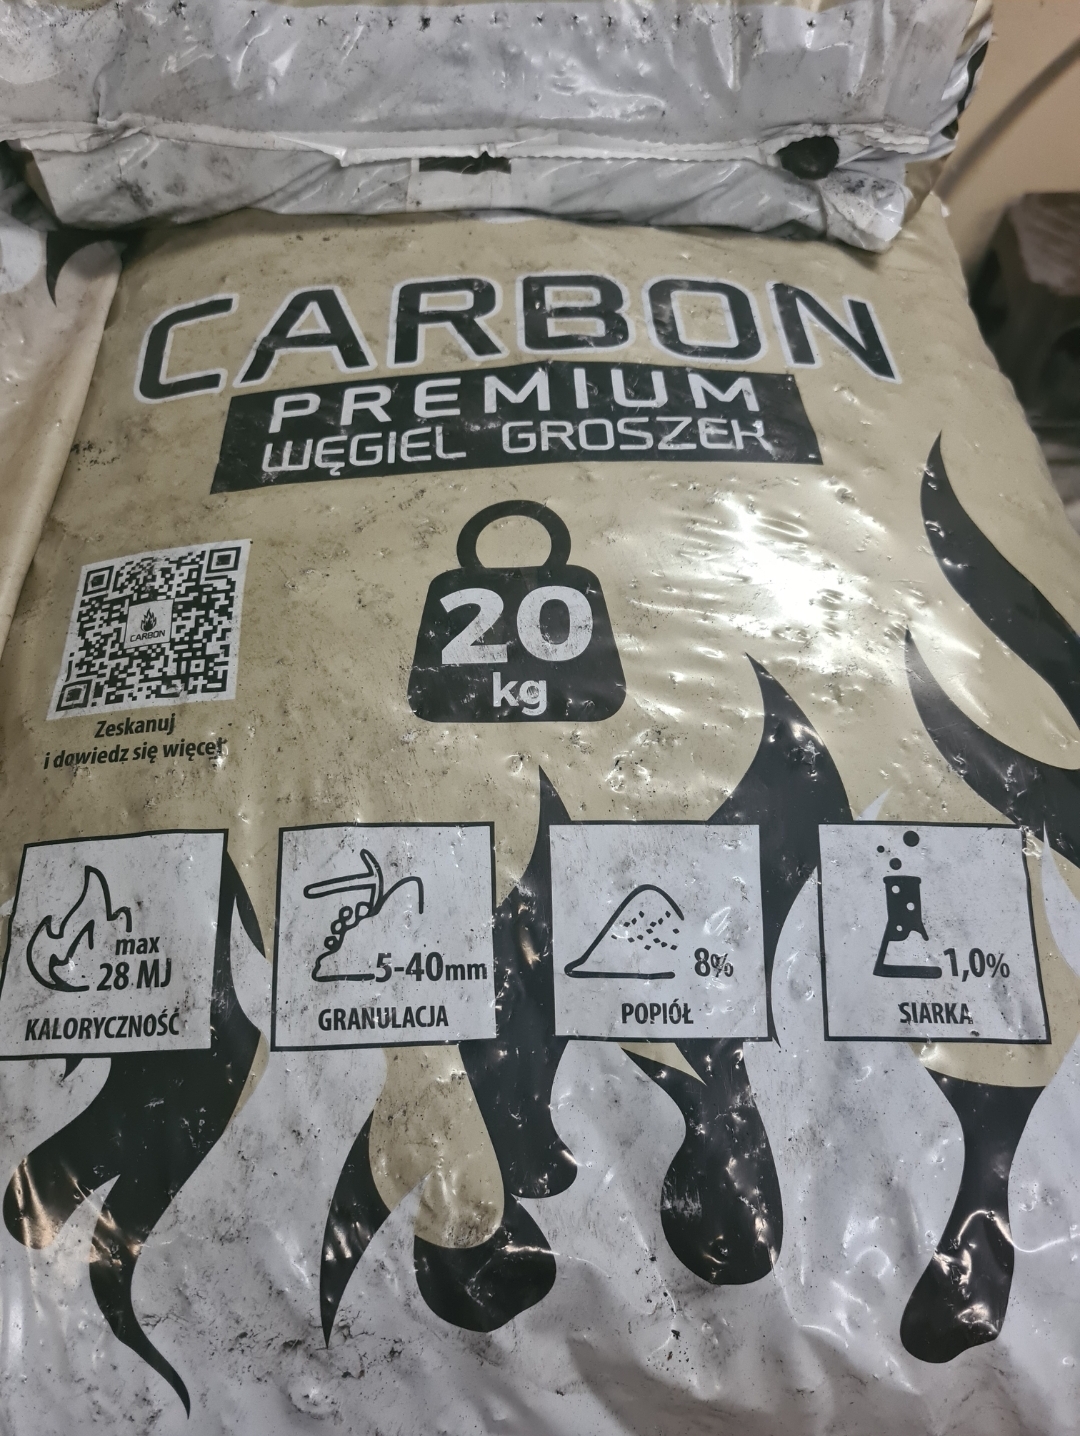 CARBON
PREMIUM
WĘGIEL GROSZEK
20
kg
CARBON
Zeskanuj
i dowiedz się więcej
max
28 MJ
KALORYCZNOŚĆ
5-40mm
GRANULACJA
8%
POPIÓŁ
1,0%
SIARKA